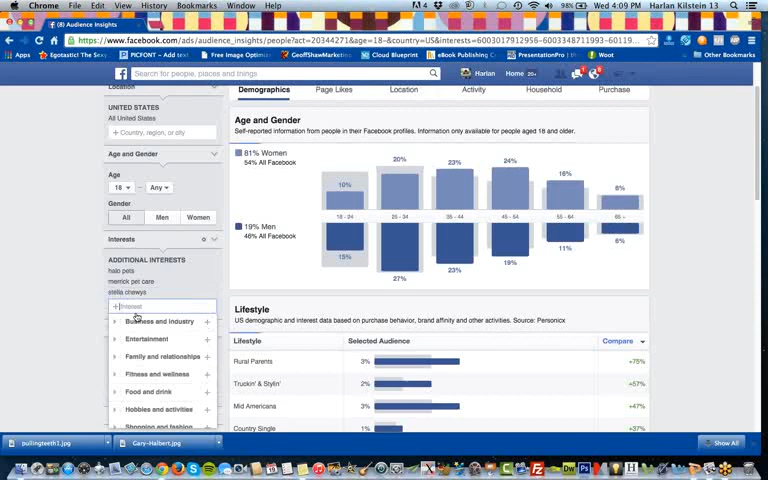 Chrome File Edit View History Bookmarks Window Help
98% Wed 4:09 PM Harlan Kilstein 13
(8) Audience Insights
https://www.facebook.com/ads/audience_insights/people?act=20344271&age=18-&country=US&interests=6003017912956-6003348711993-60119...
Apps Egotastic! The Sexy PICFONT – Add text Free Image Optimiz GeoffShawMarketing Cloud Blueprint eBook Publishing C PresentationPro Woot Other Bookmarks
Search for people, places and things
Harlan Home 20+
Location
Demographics Page Likes Location Activity Household Purchase
UNITED STATES
All United States
+ Country, region, or city
Age and Gender
Age
18 – Any
Gender
All Men Women
Interests
ADDITIONAL INTERESTS
halo pets
merrick pet care
stella chewys
+ Interest
Business and industry +
Entertainment +
Family and relationships +
Fitness and wellness +
Food and drink +
Hobbies and activities +
Shopping and fashion
Age and Gender
Self-reported information from people in their Facebook profiles. Information only available for people aged 18 and older.
81% Women
54% All Facebook
10% 20% 23% 24% 16% 8%
18 - 24 25 - 34 35 - 44 45 - 54 55 - 64 65 -
19% Men
46% All Facebook
15% 27% 23% 19% 11% 6%
Lifestyle
US demographic and interest data based on purchase behavior, brand affinity and other activities. Source: Personicx
Lifestyle Selected Audience Compare
Rural Parents 3% +75%
Truckin' & Stylin' 2% +57%
Mid Americana 3% +47%
Country Single 1% +37%
pullingteeth1.jpg Gary-Halbert.jpg Show All